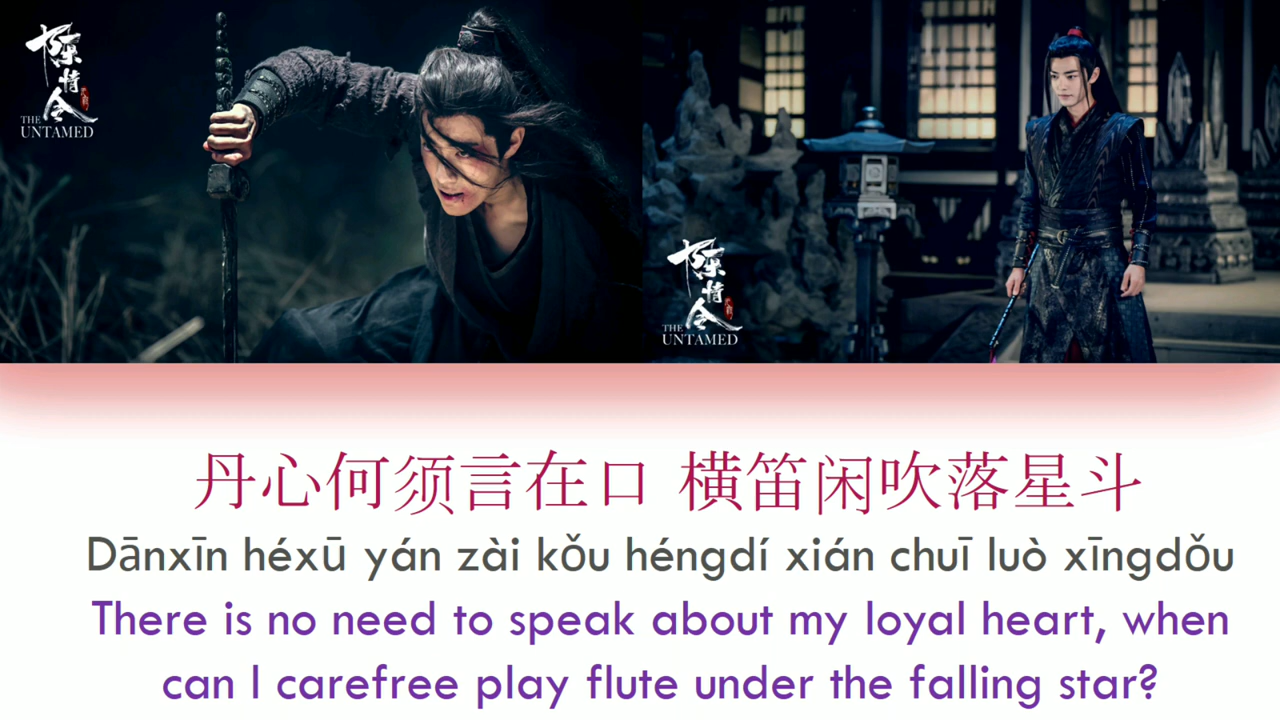 陈情令
THE
UNTAMED
陈情令
THE
UNTAMED
丹心何须言在口 横笛闲吹落星斗
Dānxīn héxū yán zài kǒu héngdí xián chuī luò xīngdǒu
There is no need to speak about my loyal heart, when
can I carefree play flute under the falling star?